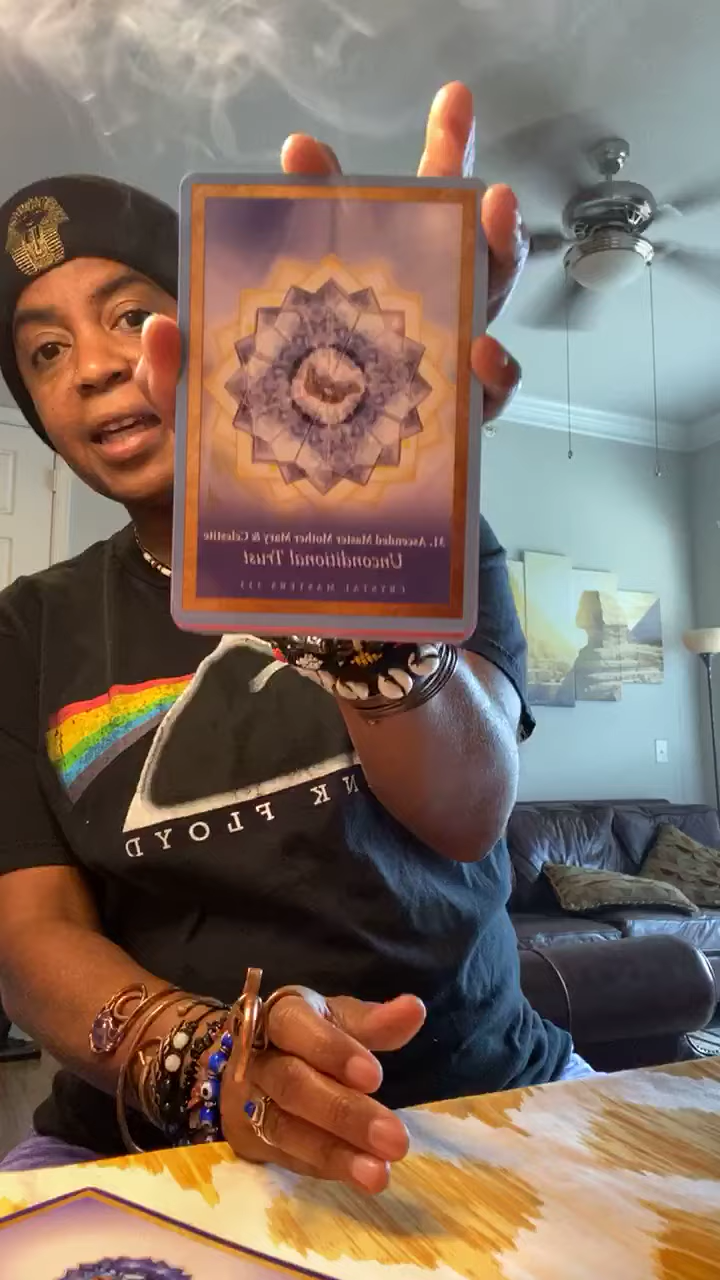 31. Ascended Master Mother Mary & Celestite
Unconditional Trust
CRYSTAL MASTERS 333
NK FLOYD